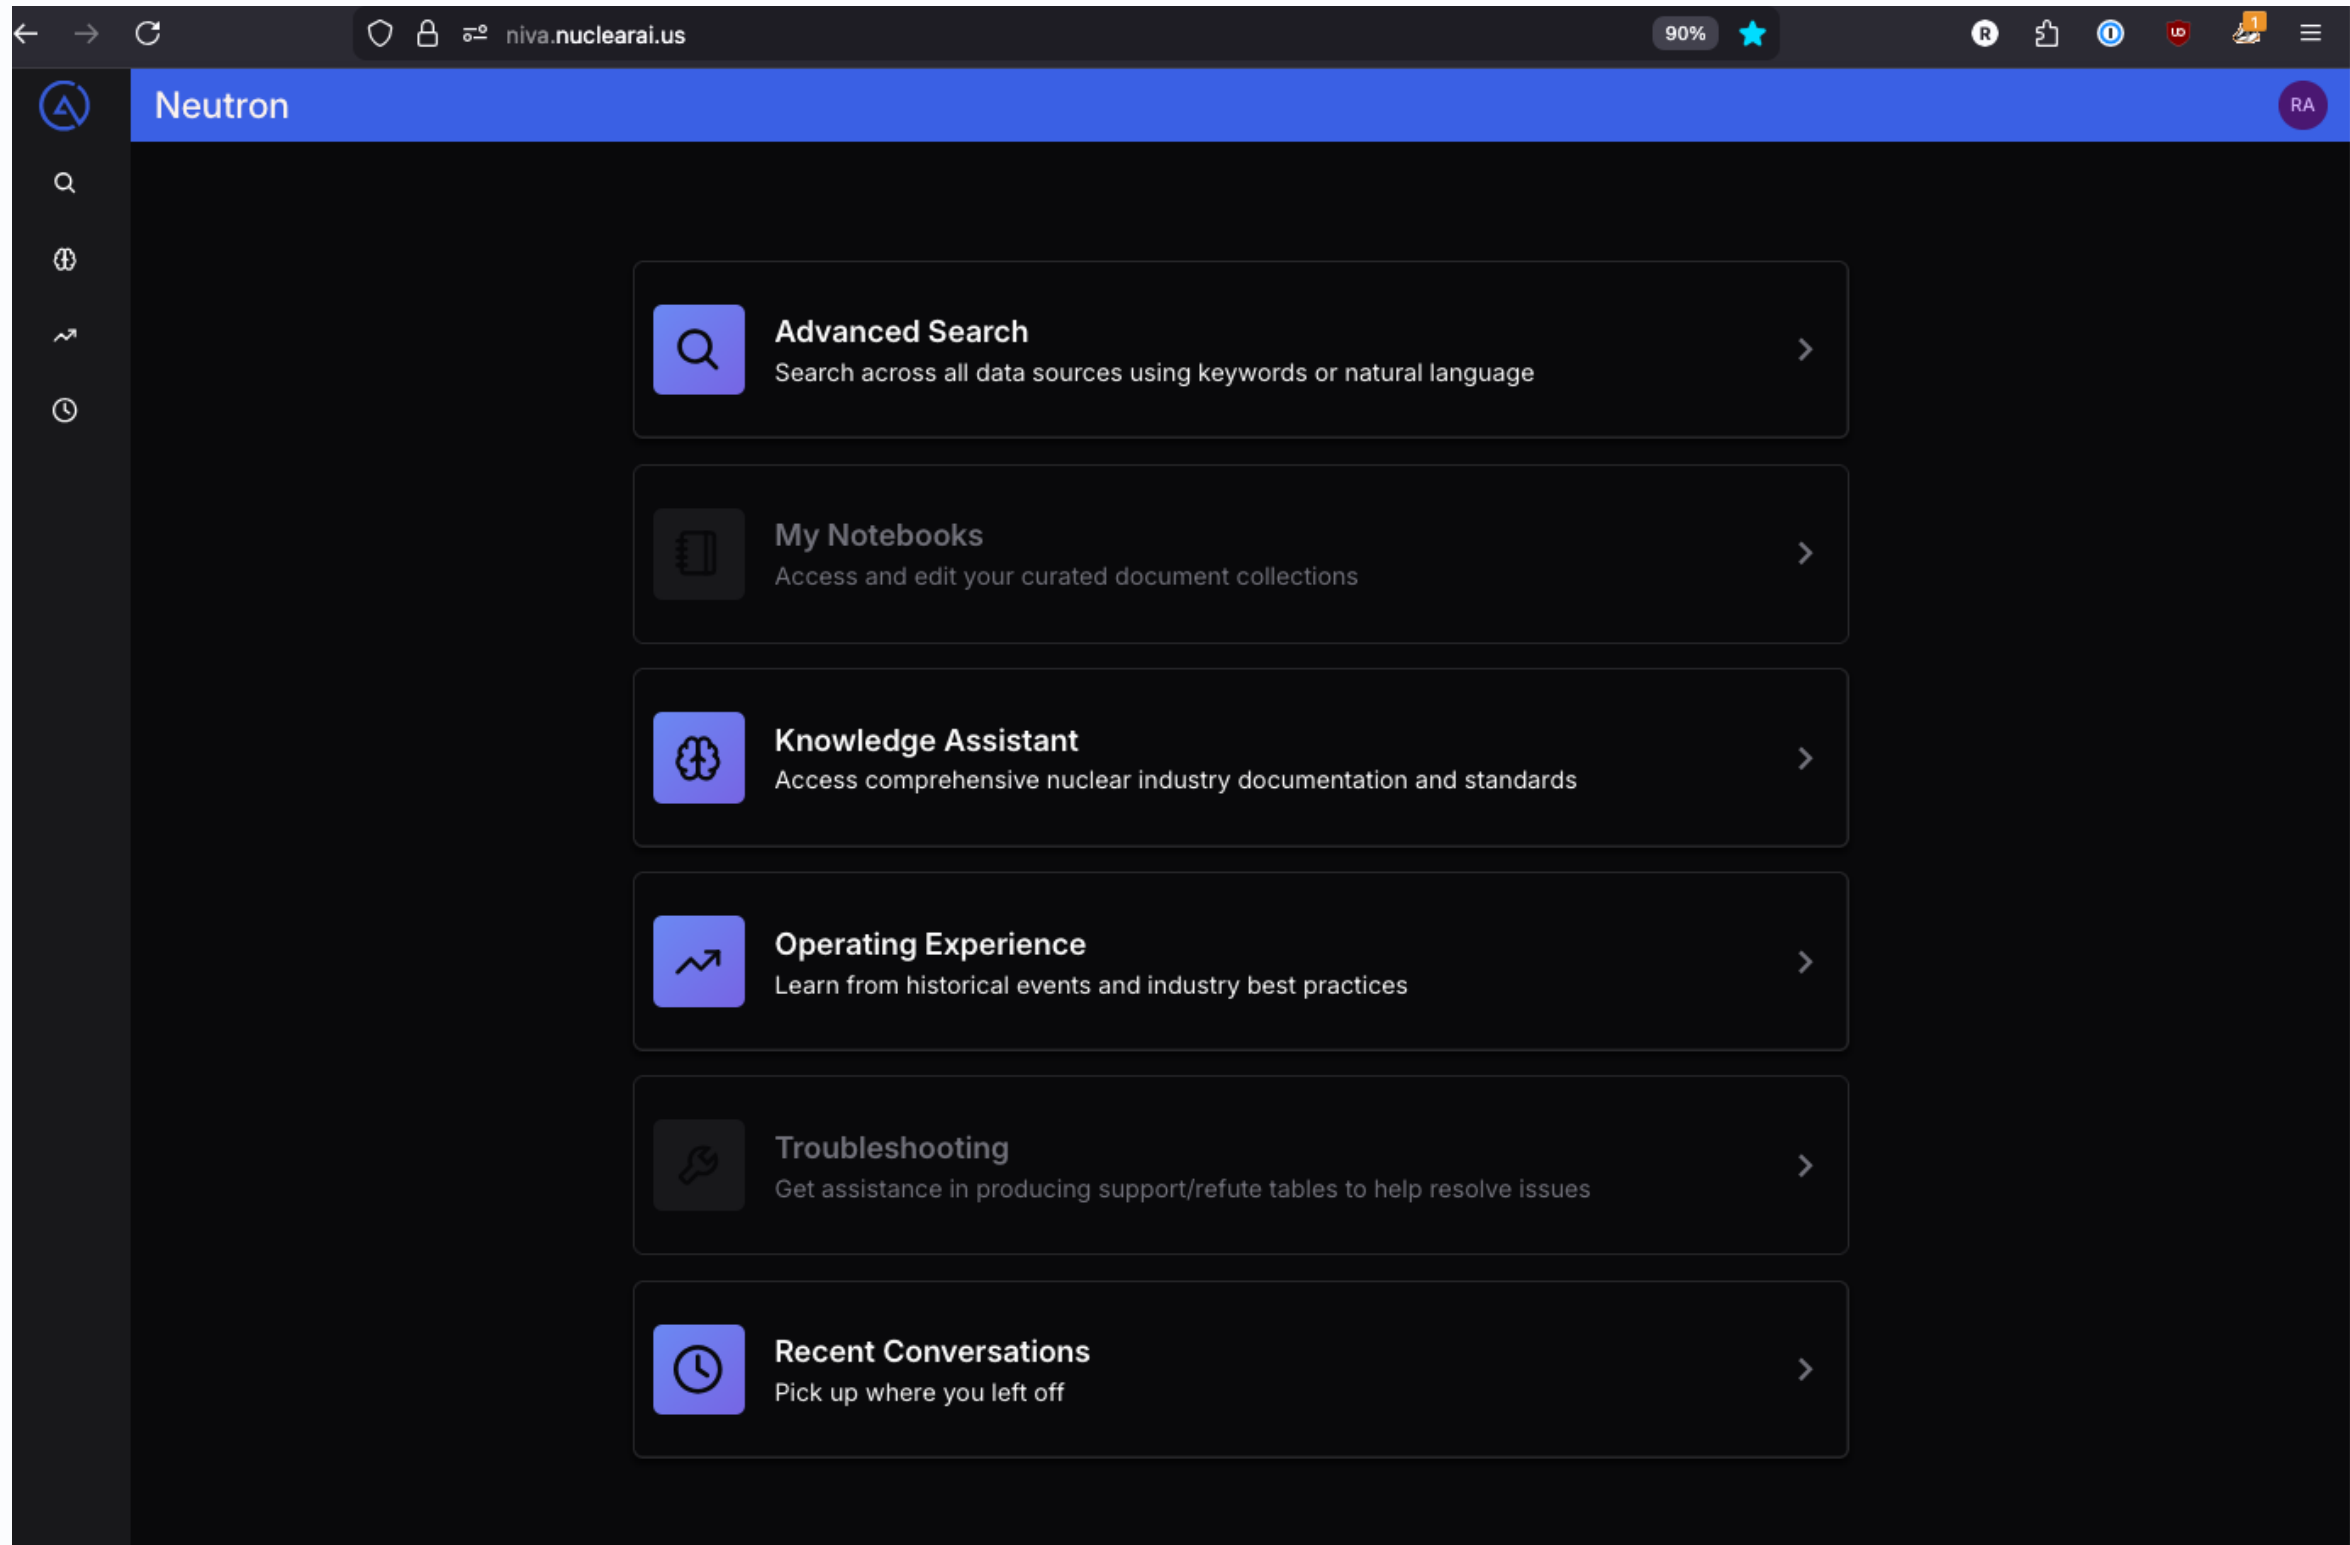 niva.nuclearai.us
90%
R
1
Neutron
RA
Advanced Search
Search across all data sources using keywords or natural language
My Notebooks
Access and edit your curated document collections
Knowledge Assistant
Access comprehensive nuclear industry documentation and standards
Operating Experience
Learn from historical events and industry best practices
Troubleshooting
Get assistance in producing support/refute tables to help resolve issues
Recent Conversations
Pick up where you left off